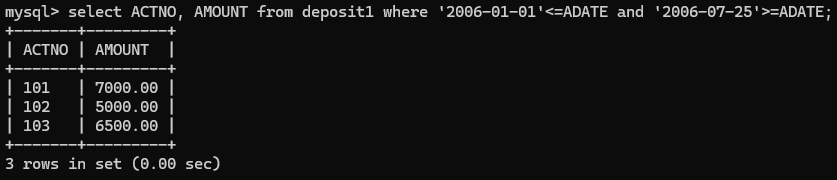 mysql> select ACTNO, AMOUNT from deposit1 where '2006-01-01'<=ADATE and '2006-07-25'>=ADATE;
+-------+---------+
| ACTNO | AMOUNT  |
+-------+---------+
| 101   | 7000.00 |
| 102   | 5000.00 |
| 103   | 6500.00 |
+-------+---------+
3 rows in set (0.00 sec)